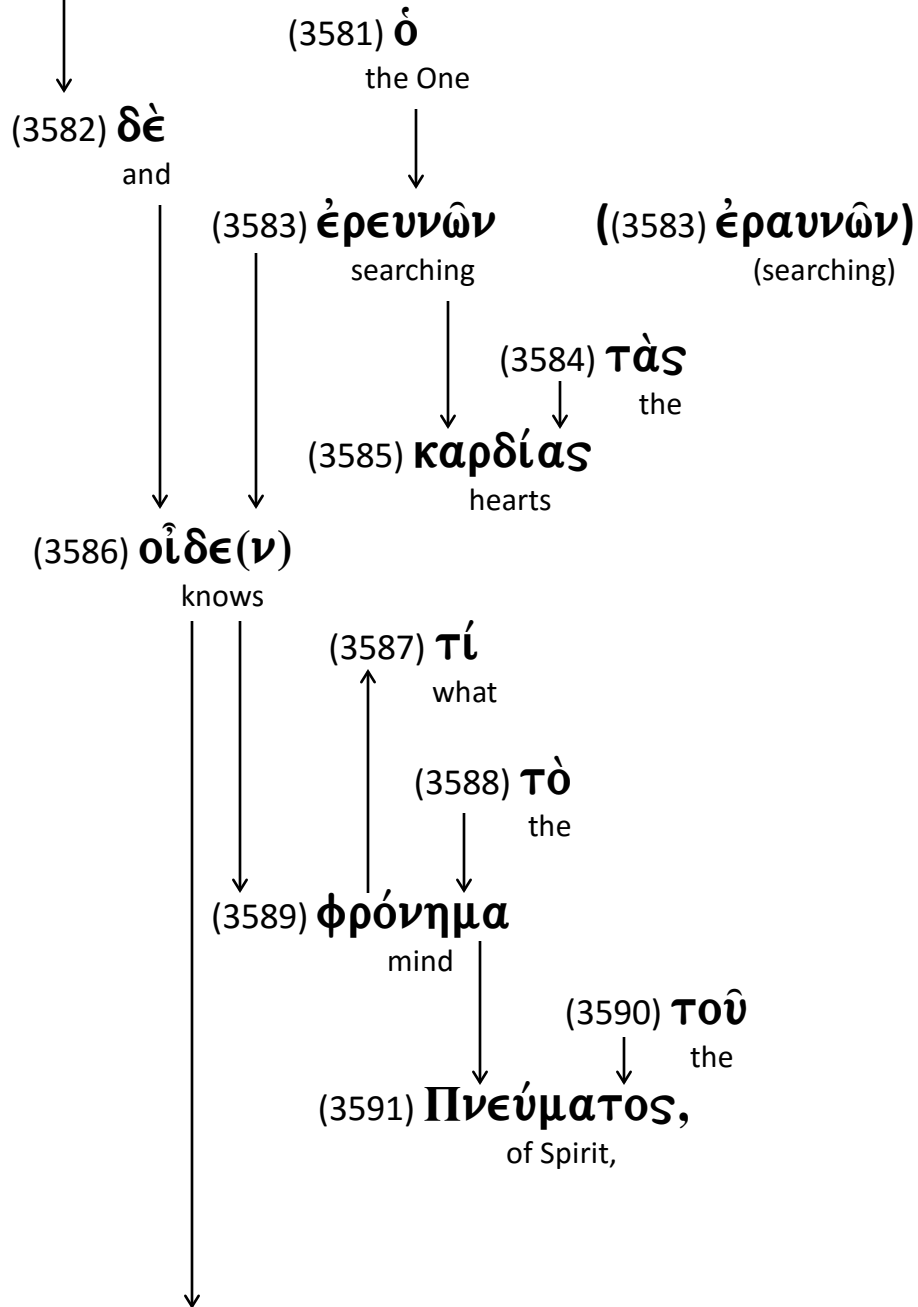 (3581) ὁ
the One
(3582) δὲ
and
(3583) ἐρευνῶν ((3583) ἐραυνῶν)
searching (searching)
(3584) τὰς
the
(3585) καρδίας
hearts
(3586) οἶδε(ν)
knows
(3587) τί
what
(3588) τὸ
the
(3589) φρόνημα
mind
(3590) τοῦ
the
(3591) Πνεύματος,
of Spirit,